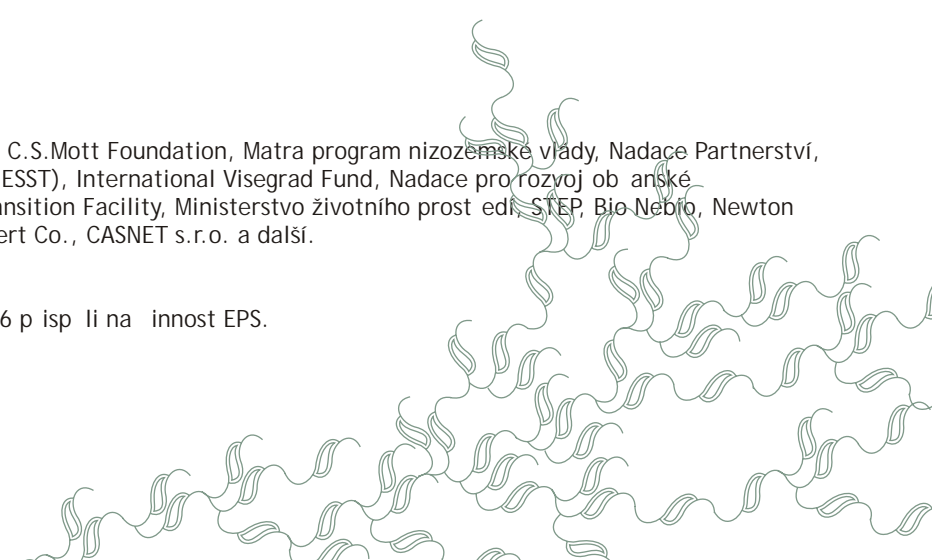 C.S.Mott Foundation, Matra program nizozemské vlády, Nadace Partnerství,
ESST), International Visegrad Fund, Nadace pro rozvoj ob anské
ansition Facility, Ministerstvo životního prost edí, STEP, Bio Nebio, Newton
ert Co., CASNET s.r.o. a další.
6 p isp li na innost EPS.